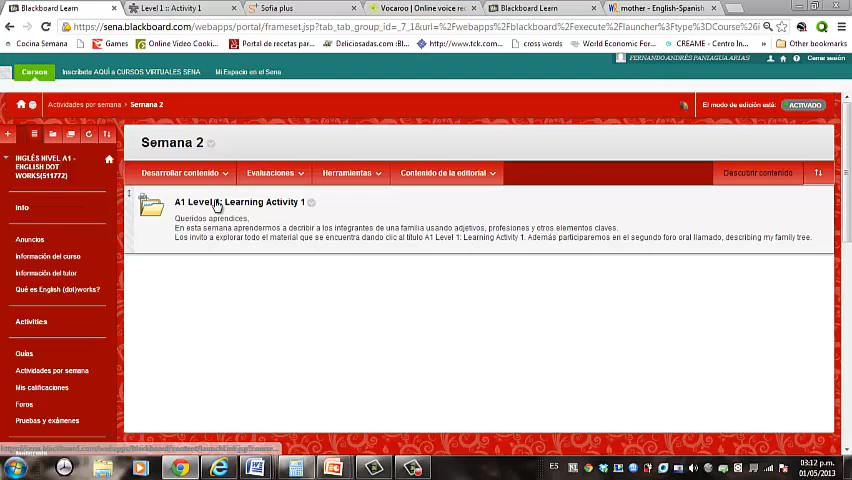 Blackboard Learn
Level 1 :: Activity 1
Sofia plus
Vocaroo | Online voice rec
Blackboard Learn
mother - English-Spanish
https://sena.blackboard.com/webapps/portal/frameset.jsp?tab_tab_group_id=_7_1&url=%2Fwebapps%2Fblackboard%2Fexecute%2Flauncher%3Ftype%3DCourse%26i
Cocina Semana
Games
Online Video Cooki...
Portal de recetas par...
Deliciosadas.com :: Bl...
http://www.tck.com...
cross words
World Economic For...
CREAME - Centro In...
Other bookmarks
FERNANDO ANDRÉS PANIAGUA ARIAS
Cerrar sesión
Cursos
Inscríbete AQUÍ a CURSOS VIRTUALES SENA
Mi Espacio en el Sena
Actividades por semana
Semana 2
El modo de edición está:
ACTIVADO
Semana 2
INGLÉS NIVEL A1 -
ENGLISH DOT
WORKS(511772)
Desarrollar contenido
Evaluaciones
Herramientas
Contenido de la editorial
Descubrir contenido
A1 Level 1: Learning Activity 1
Queridos aprendices,
En esta semana aprendermos a decribir a los integrantes de una familia usando adjetivos, profesiones y otros elementos claves.
Los invito a explorar todo el material que se encuentra dando clic al título A1 Level 1: Learning Activity 1. Además participaremos en el segundo foro oral llamado, describing my family tree.
Info
Anuncios
Información del curso
Información del tutor
Qué es English (dot)works?
Activities
Guías
Actividades por semana
Mis calificaciones
Foros
Pruebas y exámenes
ES
03:12 p.m.
01/05/2013